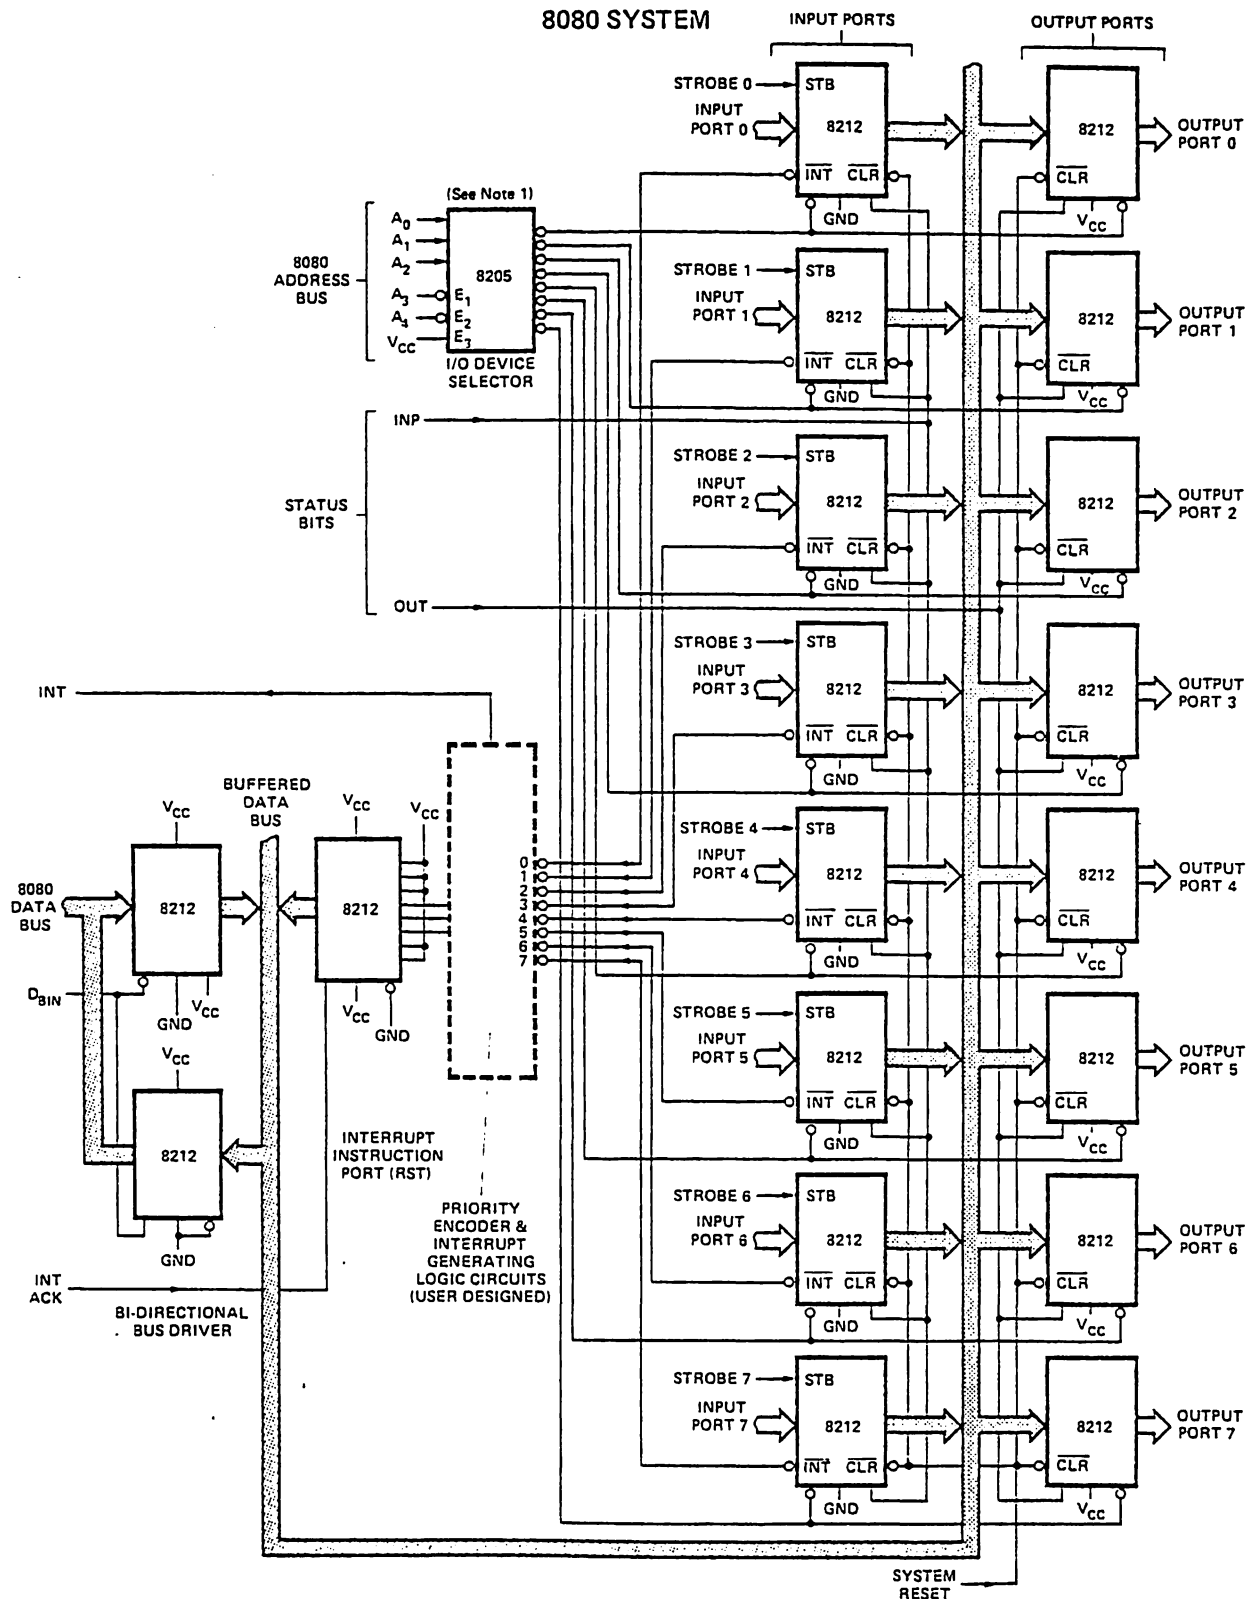 8080 SYSTEM
INPUT PORTS
OUTPUT PORTS
STROBE 0
STB
INPUT
PORT 0
8212
INT CLR
GND
8212
CLR
VCC
OUTPUT
PORT 0
(See Note 1)
8080
ADDRESS
BUS
A0
A1
A2
A3
A4
VCC
8205
E1
E2
E3
I/O DEVICE
SELECTOR
STROBE 1
STB
INPUT
PORT 1
8212
INT CLR
GND
8212
CLR
VCC
OUTPUT
PORT 1
STATUS
BITS
INP
OUT
STROBE 2
STB
INPUT
PORT 2
8212
INT CLR
GND
8212
CLR
VCC
OUTPUT
PORT 2
STROBE 3
STB
INPUT
PORT 3
8212
INT CLR
GND
8212
CLR
VCC
OUTPUT
PORT 3
INT
BUFFERED
DATA
BUS
VCC
VCC
VCC
8080
DATA
BUS
8212
8212
0
1
2
3
4
5
6
7
DBIN
GND
VCC
VCC
GND
STROBE 4
STB
INPUT
PORT 4
8212
INT CLR
GND
8212
CLR
VCC
OUTPUT
PORT 4
VCC
8212
GND
INTERRUPT
INSTRUCTION
PORT (RST)
PRIORITY
ENCODER &
INTERRUPT
GENERATING
LOGIC CIRCUITS
(USER DESIGNED)
INT
ACK
BI-DIRECTIONAL
BUS DRIVER
STROBE 5
STB
INPUT
PORT 5
8212
INT CLR
GND
8212
CLR
VCC
OUTPUT
PORT 5
STROBE 6
STB
INPUT
PORT 6
8212
INT CLR
GND
8212
CLR
VCC
OUTPUT
PORT 6
STROBE 7
STB
INPUT
PORT 7
8212
INT CLR
GND
8212
CLR
VCC
OUTPUT
PORT 7
SYSTEM
RESET